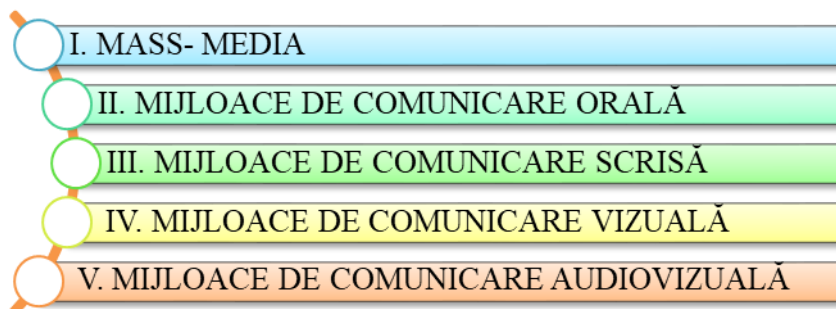 I. MASS- MEDIA
II. MIJLOACE DE COMUNICARE ORALĂ
III. MIJLOACE DE COMUNICARE SCRISĂ
IV. MIJLOACE DE COMUNICARE VIZUALĂ
V. MIJLOACE DE COMUNICARE AUDIOVIZUALĂ